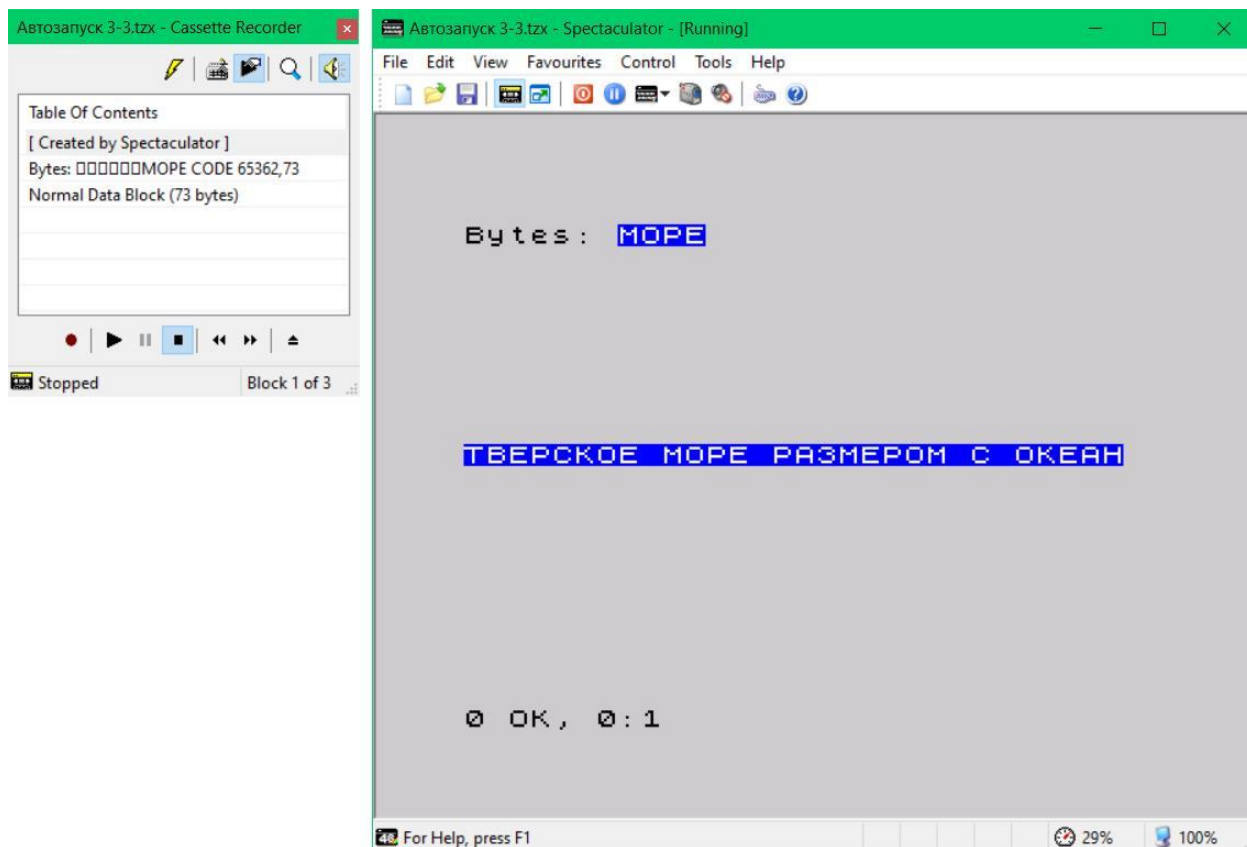 Автозапуск 3-3.tzx - Cassette Recorder
Table Of Contents
[ Created by Spectaculator ]
Bytes: □□□□□□МОРЕ CODE 65362,73
Normal Data Block (73 bytes)
Stopped
Block 1 of 3
Автозапуск 3-3.tzx - Spectaculator - [Running]
File Edit View Favourites Control Tools Help
Bytes: МОРЕ
ТВЕРСКОЕ МОРЕ РАЗМЕРОМ С ОКЕАН
0 OK, 0:1
48 For Help, press F1
29%
100%